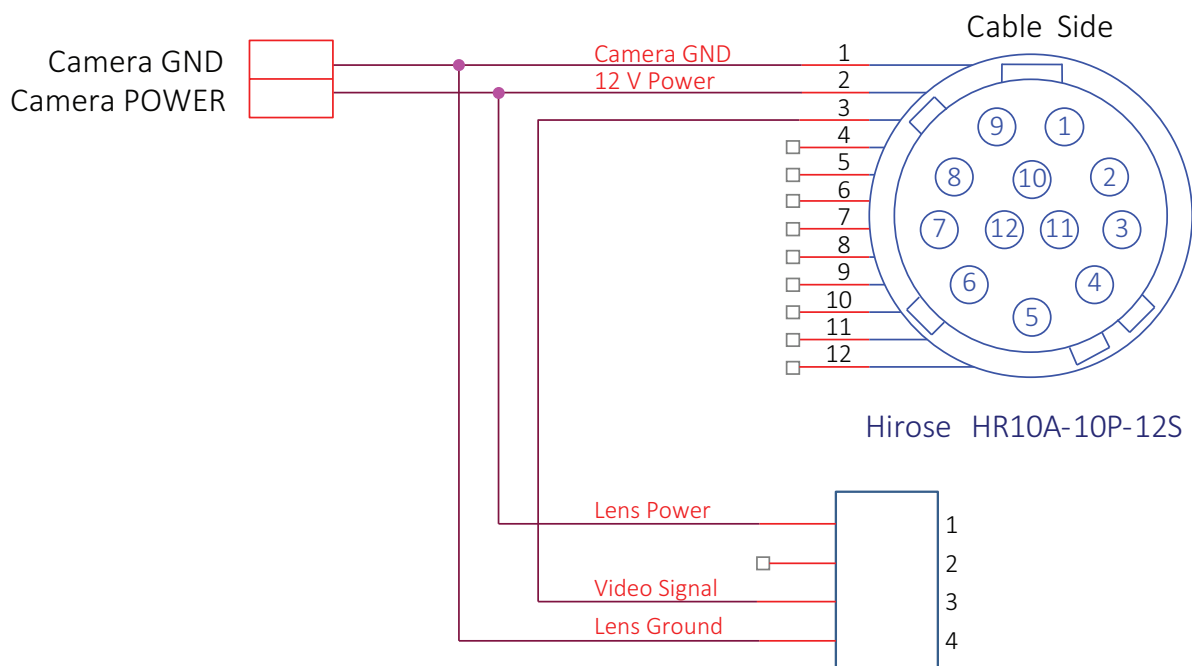 Cable Side
Camera GND
Camera POWER
Camera GND
12 V Power
1
2
3
4
5
6
7
8
9
10
11
12
9 1
8 10 2
7 12 11 3
6 4
5
Hirose HR10A-10P-12S
Lens Power
Video Signal
Lens Ground
1
2
3
4